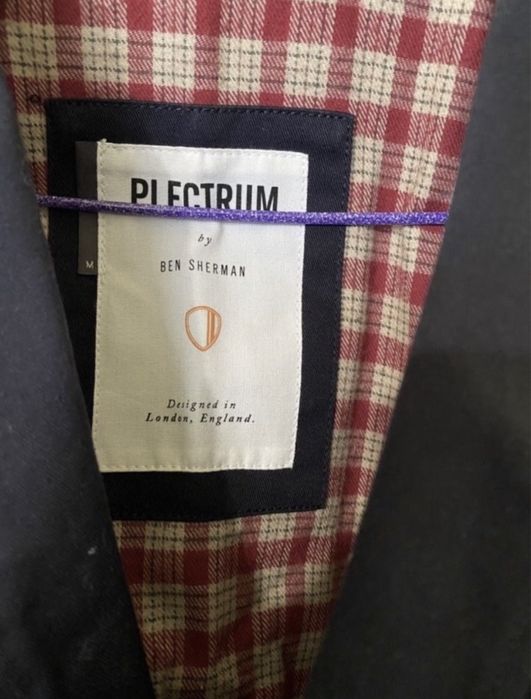 PLECTRUM
by
BEN SHERMAN
M
Designed in
London, England.